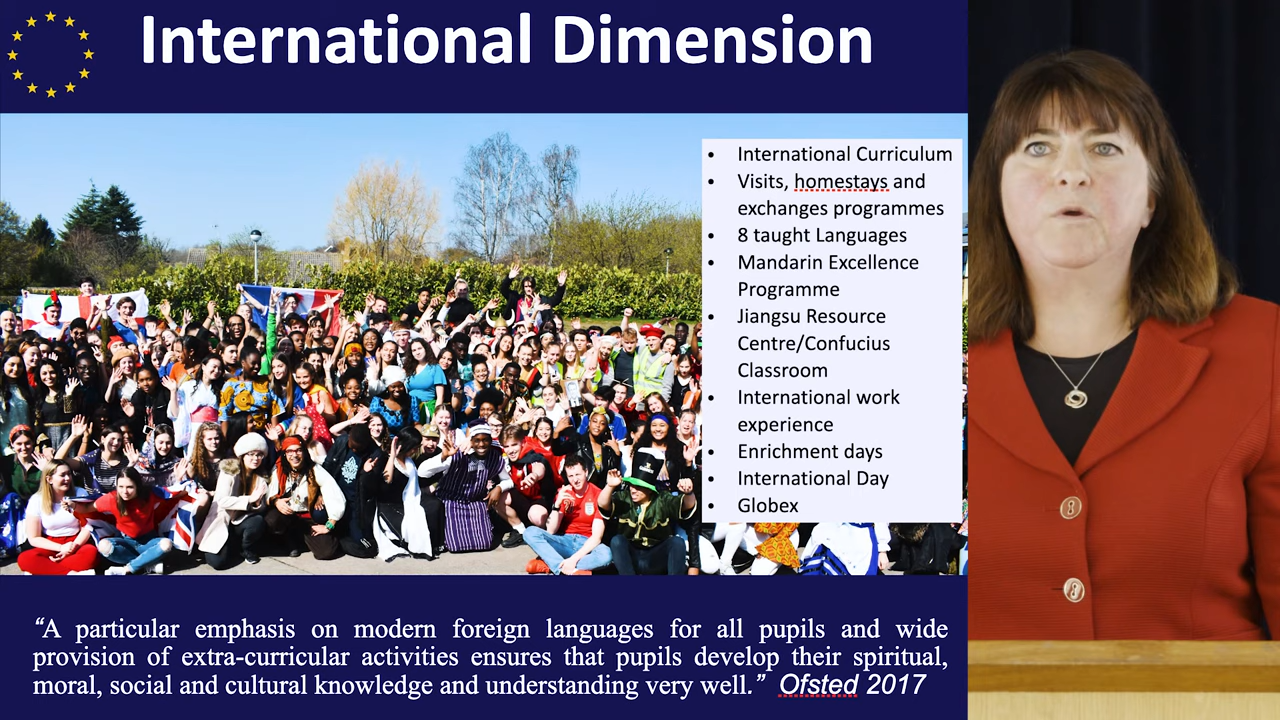 International Dimension
• International Curriculum
• Visits, homestays and
exchanges programmes
• 8 taught Languages
• Mandarin Excellence
Programme
• Jiangsu Resource
Centre/Confucius
Classroom
• International work
experience
• Enrichment days
• International Day
• Globex
“A particular emphasis on modern foreign languages for all pupils and wide
provision of extra-curricular activities ensures that pupils develop their spiritual,
moral, social and cultural knowledge and understanding very well.” Ofsted 2017